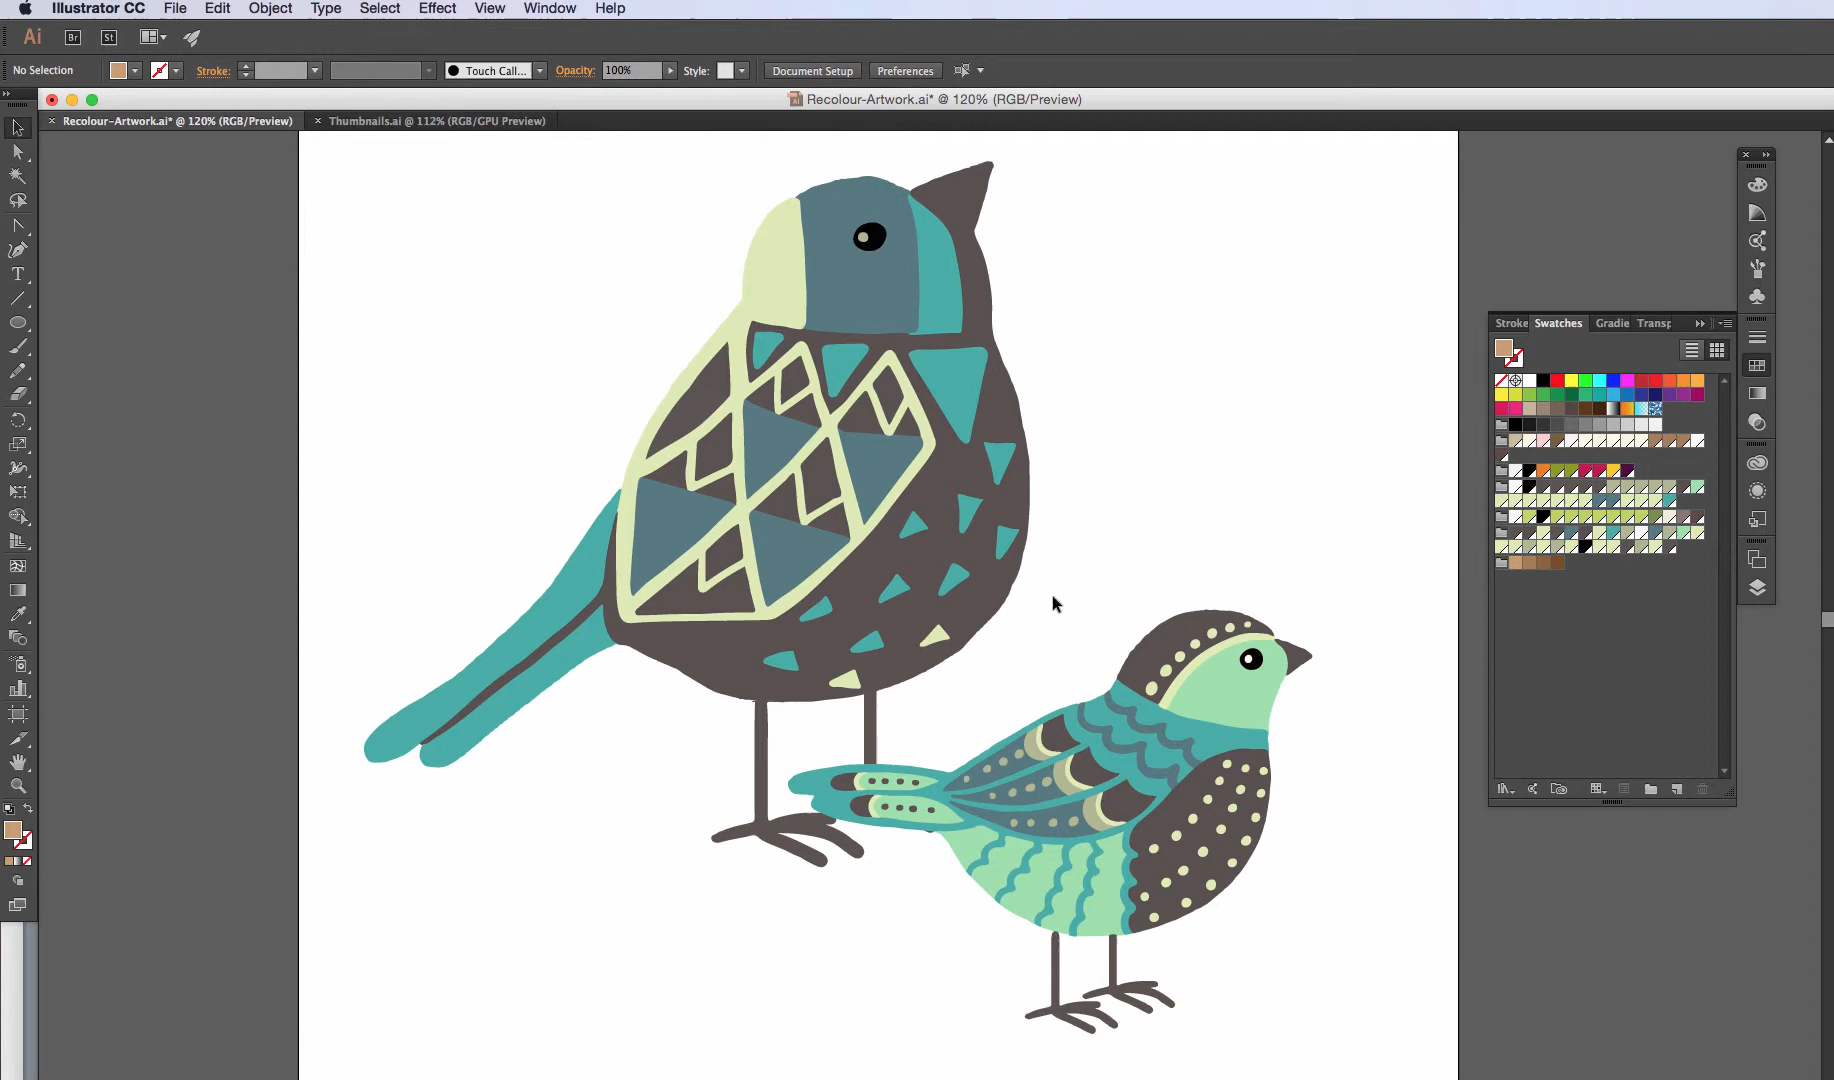 Illustrator CC File Edit Object Type Select Effect View Window Help
Ai Br St
No Selection Stroke: Touch Call... Opacity: 100% Style: Document Setup Preferences
Recolour-Artwork.ai* @ 120% (RGB/Preview)
Recolour-Artwork.ai* @ 120% (RGB/Preview) Thumbnails.ai @ 112% (RGB/GPU Preview)
Stroke Swatches Gradie Transp